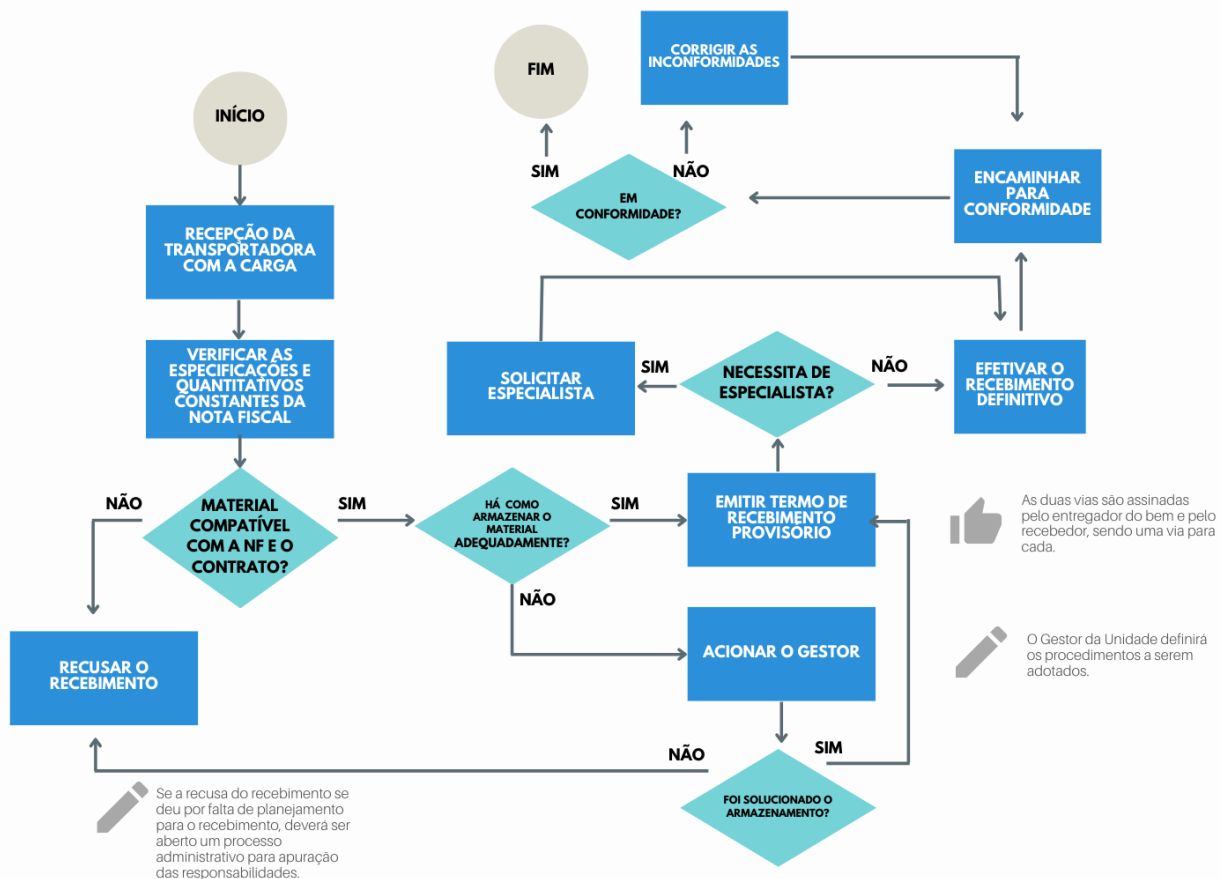 INÍCIO
RECEPÇÃO DA
TRANSPORTADORA
COM A CARGA
VERIFICAR AS
ESPECIFICAÇÕES E
QUANTITATIVOS
CONSTANTES DA
NOTA FISCAL
MATERIAL
COMPATÍVEL
COM A NF E O
CONTRATO?
NÃO
SIM
RECUSAR O
RECEBIMENTO
Se a recusa do recebimento se
deu por falta de planejamento
para o recebimento, deverá ser
aberto um processo
administrativo para apuração
das responsabilidades.
HÁ COMO
ARMAZENAR O
MATERIAL
ADEQUADAMENTE?
SIM
NÃO
ACIONAR O GESTOR
FOI SOLUCIONADO O
ARMAZENAMENTO?
NÃO
SIM
EMITIR TERMO DE
RECEBIMENTO
PROVISÓRIO
As duas vias são assinadas
pelo entregador do bem e pelo
recebedor, sendo uma via para
cada.
O Gestor da Unidade definirá
os procedimentos a serem
adotados.
NECESSITA DE
ESPECIALISTA?
SIM
NÃO
SOLICITAR
ESPECIALISTA
EFETIVAR O
RECEBIMENTO
DEFINITIVO
ENCAMINHAR
PARA
CONFORMIDADE
EM
CONFORMIDADE?
SIM
NÃO
CORRIGIR AS
INCONFORMIDADES
FIM